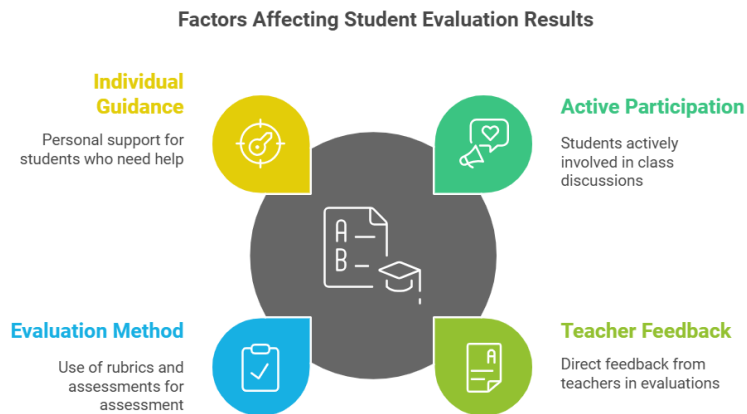 Factors Affecting Student Evaluation Results
Individual
Guidance
Personal support for
students who need help
Active Participation
Students actively
involved in class
discussions
A
B
Evaluation Method
Use of rubrics and
assessments for
assessment
Teacher Feedback
Direct feedback from
teachers in evaluations
A